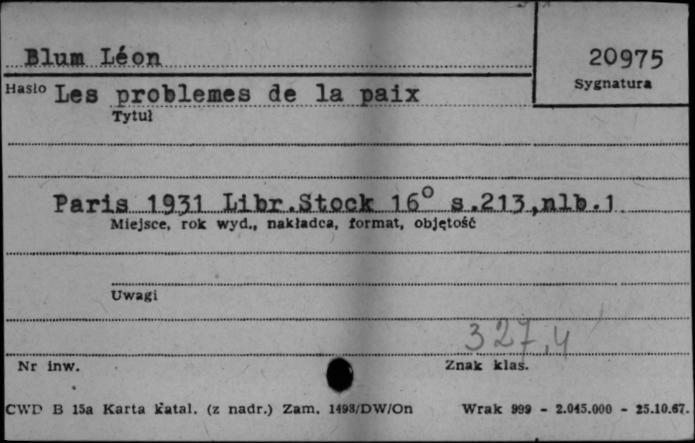 Blum Léon
20975
Sygnatura
Hasło Les problemes de la paix
Tytuł
Paris 1931 Libr.Stock 16° s.213,nlb.1
Miejsce, rok wyd., nakładca, format, objętość
Uwagi
327,4
Nr inw.
Znak klas.
CWD B 15a Karta katal. (z nadr.) Zam. 1498/DW/On Wrak 999 - 2.045.000 - 25.10.67.